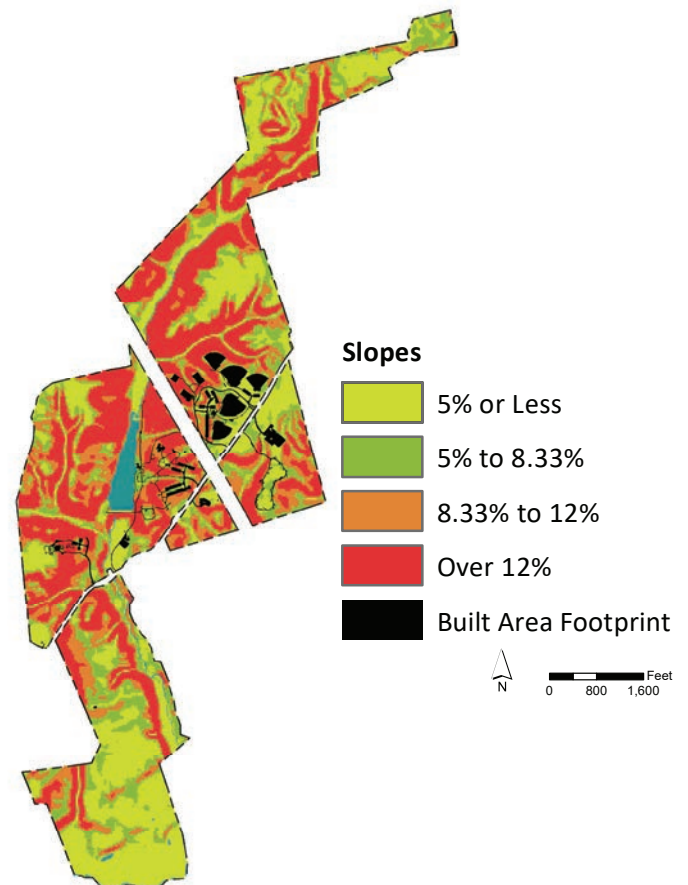 Slopes
5% or Less
5% to 8.33%
8.33% to 12%
Over 12%
Built Area Footprint
N
Feet
0 800 1,600